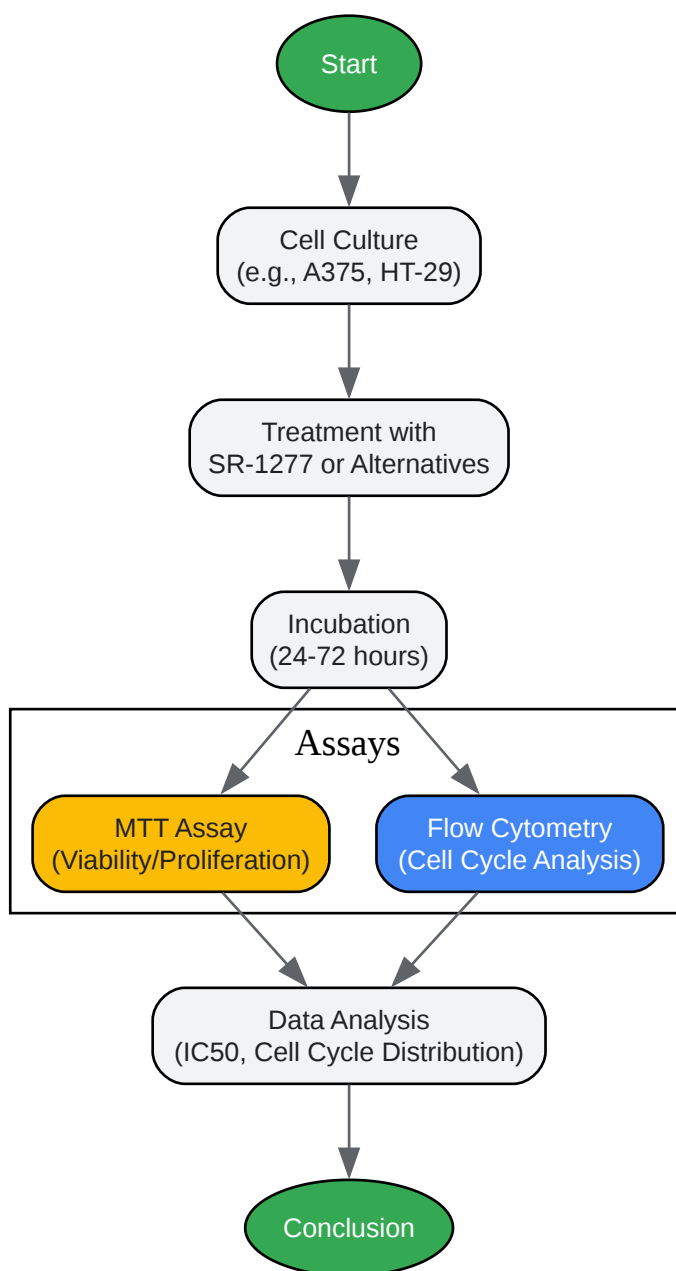 Start
Cell Culture
(e.g., A375, HT-29)
Treatment with
SR-1277 or Alternatives
Incubation
(24-72 hours)
Assays
MTT Assay
(Viability/Proliferation)
Flow Cytometry
(Cell Cycle Analysis)
Data Analysis
(IC50, Cell Cycle Distribution)
Conclusion